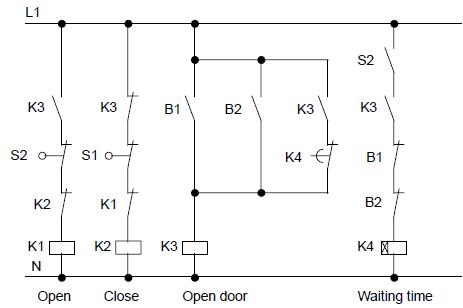 L1
S2
K3 K3 B1 B2 K3 K3
S2 S1 K4 B1
K2 K1 B2
K1 K2 K3 K4
N
Open Close Open door Waiting time